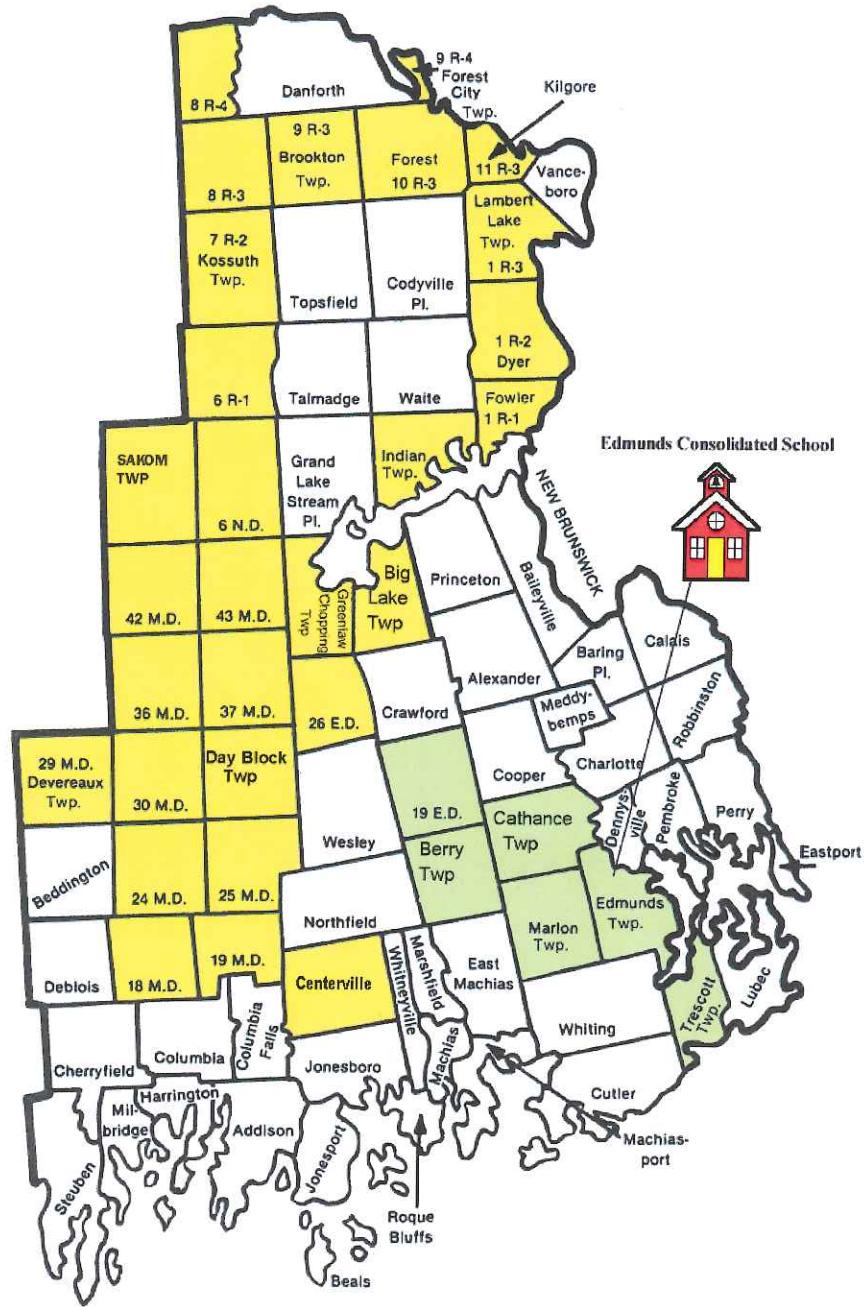 9 R-4
Forest
City
Twp.
Kilgore
8 R-4
Danforth
9 R-3
Brookton
Twp.
Forest
10 R-3
11 R-3
Vance-
boro
8 R-3
Lambert
Lake
Twp.
1 R-3
7 R-2
Kossuth
Twp.
Topsfield
Codyville
Pl.
1 R-2
Dyer
6 R-1
Talmadge
Waite
Fowler
1 R-1
Edmunds Consolidated School
SAKOM
TWP
6 N.D.
Grand
Lake
Stream
Pl.
Indian
Twp.
NEW BRUNSWICK
42 M.D.
43 M.D.
Greenlaw
Chopping
Twp
Big
Lake
Twp
Princeton
Baileyville
Baring
Pl.
Calais
36 M.D.
37 M.D.
26 E.D.
Crawford
Alexander
Meddy-
bemps
Robbinston
29 M.D.
Devereaux
Twp.
30 M.D.
Day Block
Twp
Wesley
19 E.D.
Cooper
Charlotte
Dennys-
ville
Pembroke
Perry
Eastport
Beddington
24 M.D.
25 M.D.
Berry
Twp
Cathance
Twp
Northfield
Marion
Twp.
Edmunds
Twp.
Deblois
18 M.D.
19 M.D.
Centerville
Whitneyville
Marshfield
East
Machias
Trescott
Twp.
Lubec
Cherryfield
Columbia
Columbia
Falls
Jonesboro
Machias
Whiting
Cutler
Steuben
Mil-
bridge
Harrington
Addison
Jonesport
Machias-
port
Roque
Bluffs
Beals